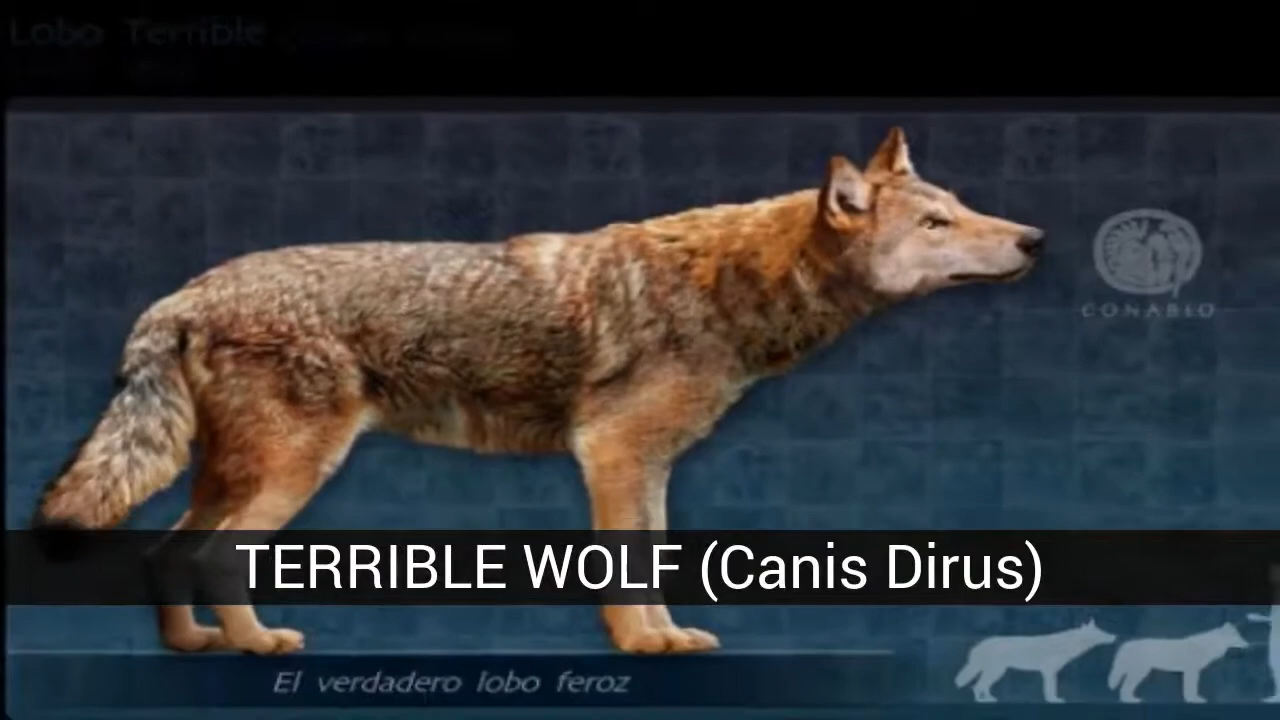 Lobo Terrible
CONABIO
TERRIBLE WOLF (Canis Dirus)
El verdadero lobo feroz